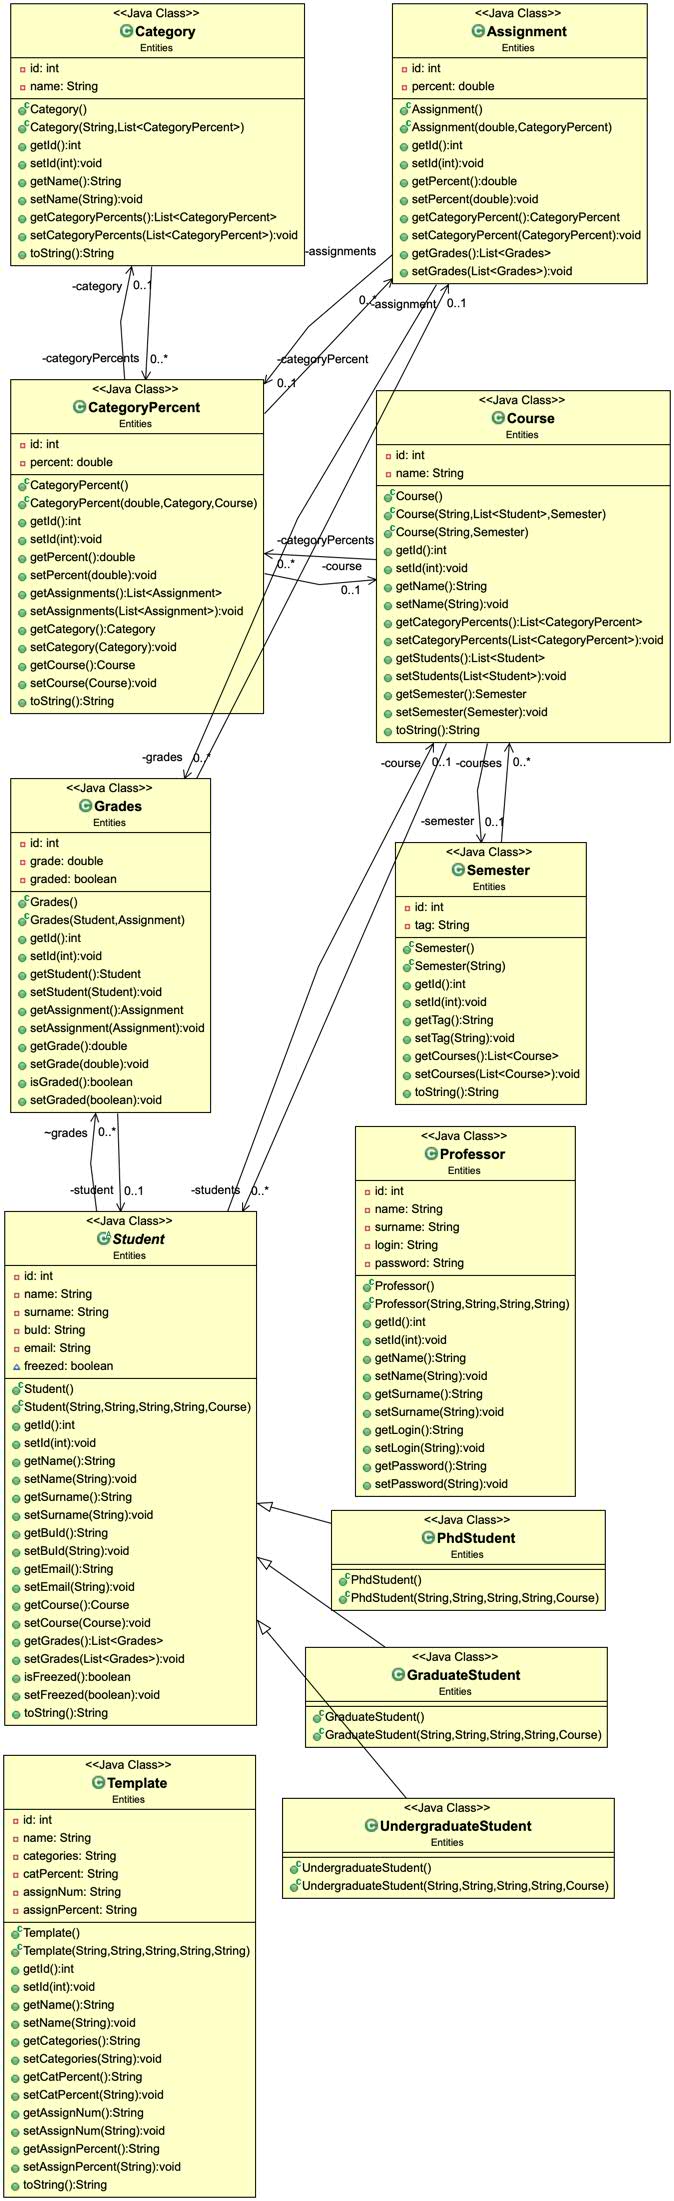 <<Java Class>>
Category
Entities
id: int
name: String
Category()
Category(String,List<CategoryPercent>)
getId():int
setId(int):void
getName():String
setName(String):void
getCategoryPercents():List<CategoryPercent>
setCategoryPercents(List<CategoryPercent>):void
toString():String
<<Java Class>>
Assignment
Entities
id: int
percent: double
Assignment()
Assignment(double,CategoryPercent)
getId():int
setId(int):void
getPercent():double
setPercent(double):void
getCategoryPercent():CategoryPercent
setCategoryPercent(CategoryPercent):void
getGrades():List<Grades>
setGrades(List<Grades>):void
-assignments
0..*
-category
0..1
-assignment
0..1
-categoryPercents
0..*
-categoryPercent
0..1
<<Java Class>>
CategoryPercent
Entities
id: int
percent: double
CategoryPercent()
CategoryPercent(double,Category,Course)
getId():int
setId(int):void
getPercent():double
setPercent(double):void
getAssignments():List<Assignment>
setAssignments(List<Assignment>):void
getCategory():Category
setCategory(Category):void
getCourse():Course
setCourse(Course):void
toString():String
<<Java Class>>
Course
Entities
id: int
name: String
Course()
Course(String,List<Student>,Semester)
Course(String,Semester)
getId():int
setId(int):void
getName():String
setName(String):void
getCategoryPercents():List<CategoryPercent>
setCategoryPercents(List<CategoryPercent>):void
getStudents():List<Student>
setStudents(List<Student>):void
getSemester():Semester
setSemester(Semester):void
toString():String
-categoryPercents
0..*
-course
0..1
-grades
0..*
-course
0..1
-courses
0..*
-semester
0..1
<<Java Class>>
Grades
Entities
id: int
grade: double
graded: boolean
Grades()
Grades(Student,Assignment)
getId():int
setId(int):void
getStudent():Student
setStudent(Student):void
getAssignment():Assignment
setAssignment(Assignment):void
getGrade():double
setGrade(double):void
isGraded():boolean
setGraded(boolean):void
<<Java Class>>
Semester
Entities
id: int
tag: String
Semester()
Semester(String)
getId():int
setId(int):void
getTag():String
setTag(String):void
getCourses():List<Course>
setCourses(List<Course>):void
toString():String
~grades
0..*
-student
0..1
-students
0..*
<<Java Class>>
Professor
Entities
id: int
name: String
surname: String
login: String
password: String
Professor()
Professor(String,String,String,String)
getId():int
setId(int):void
getName():String
setName(String):void
getSurname():String
setSurname(String):void
getLogin():String
setLogin(String):void
getPassword():String
setPassword(String):void
<<Java Class>>
Student
Entities
id: int
name: String
surname: String
buId: String
email: String
freezed: boolean
Student()
Student(String,String,String,String,Course)
getId():int
setId(int):void
getName():String
setName(String):void
getSurname():String
setSurname(String):void
getBuId():String
setBuId(String):void
getEmail():String
setEmail(String):void
getCourse():Course
setCourse(Course):void
getGrades():List<Grades>
setGrades(List<Grades>):void
isFreezed():boolean
setFreezed(boolean):void
toString():String
<<Java Class>>
PhdStudent
Entities
PhdStudent()
PhdStudent(String,String,String,String,Course)
<<Java Class>>
GraduateStudent
Entities
GraduateStudent()
GraduateStudent(String,String,String,String,Course)
<<Java Class>>
UndergraduateStudent
Entities
UndergraduateStudent()
UndergraduateStudent(String,String,String,String,Course)
<<Java Class>>
Template
Entities
id: int
name: String
categories: String
catPercent: String
assignNum: String
assignPercent: String
Template()
Template(String,String,String,String,String)
getId():int
setId(int):void
getName():String
setName(String):void
getCategories():String
setCategories(String):void
getCatPercent():String
setCatPercent(String):void
getAssignNum():String
setAssignNum(String):void
getAssignPercent():String
setAssignPercent(String):void
toString():String